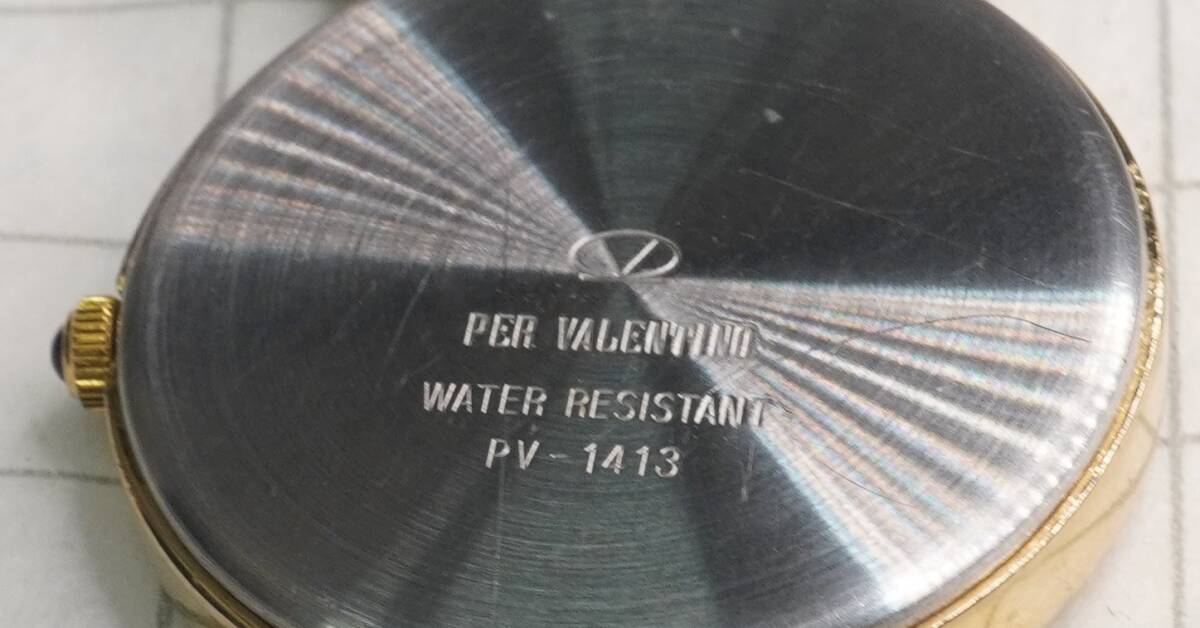 PER VALENTINO
WATER RESISTANT
PV-1413